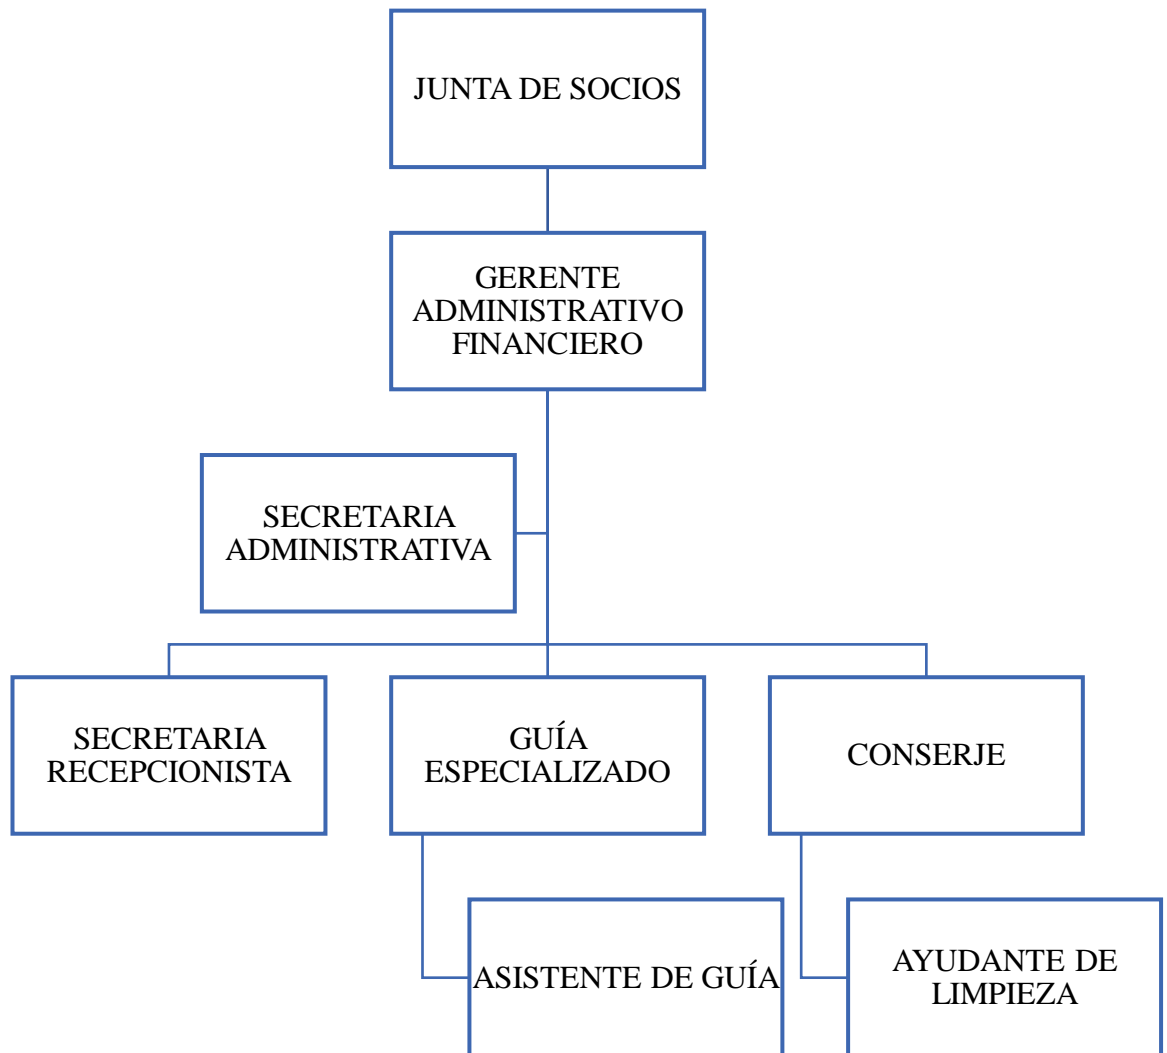 JUNTA DE SOCIOS
GERENTE
ADMINISTRATIVO
FINANCIERO
SECRETARIA
ADMINISTRATIVA
SECRETARIA
RECEPCIONISTA
GUÍA
ESPECIALIZADO
CONSERJE
ASISTENTE DE GUÍA
AYUDANTE DE
LIMPIEZA